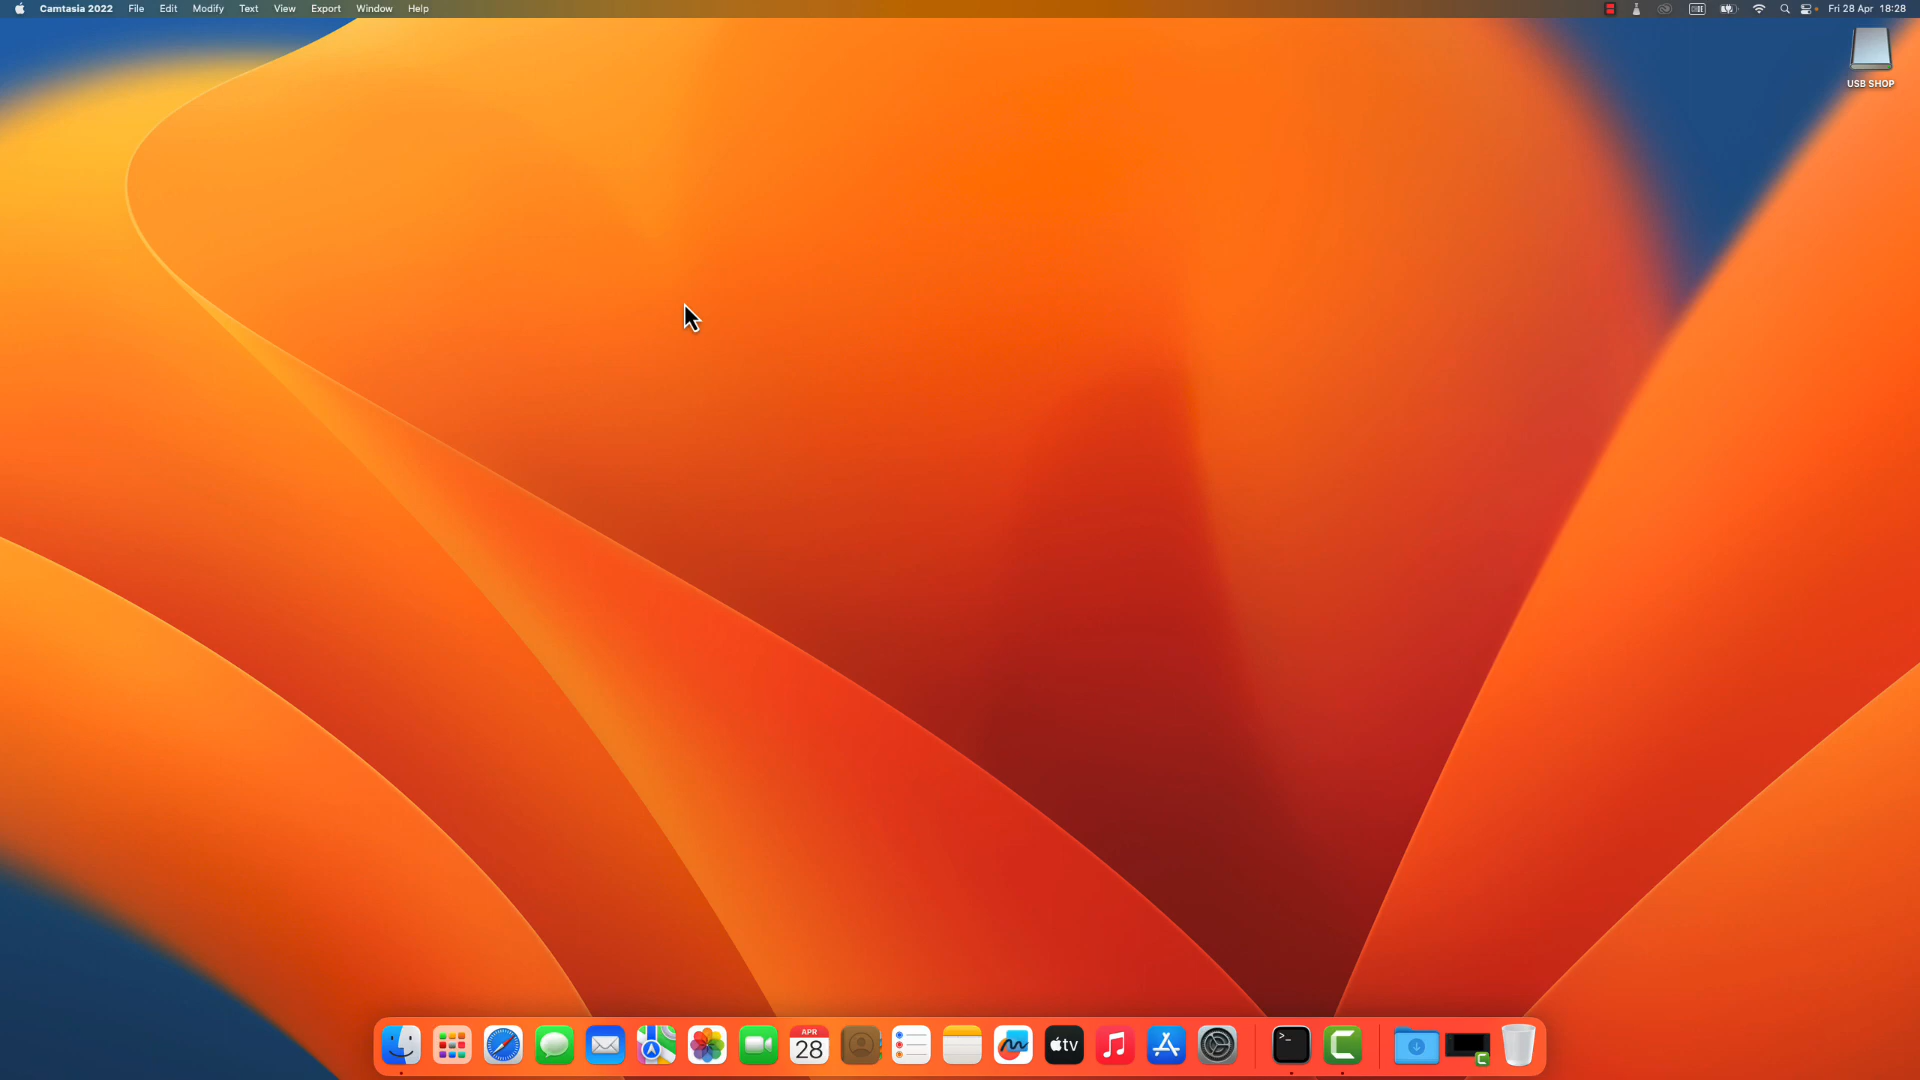 Camtasia 2022 File Edit Modify Text View Export Window Help Fri 28 Apr 18:28
USB SHOP
APR
28
tv